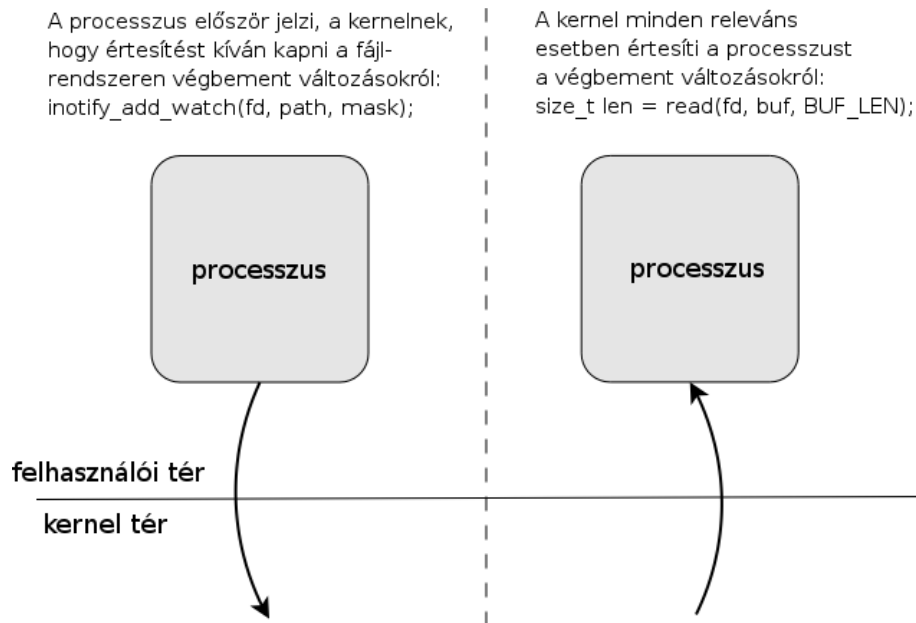 A processzus először jelzi, a kernelnek,
hogy értesítést kíván kapni a fájl-
rendszeren végbement változásokról:
inotify_add_watch(fd, path, mask);
A kernel minden releváns
esetben értesíti a processzust
a végbement változásokról:
size_t len = read(fd, buf, BUF_LEN);
processzus
processzus
felhasználói tér
kernel tér